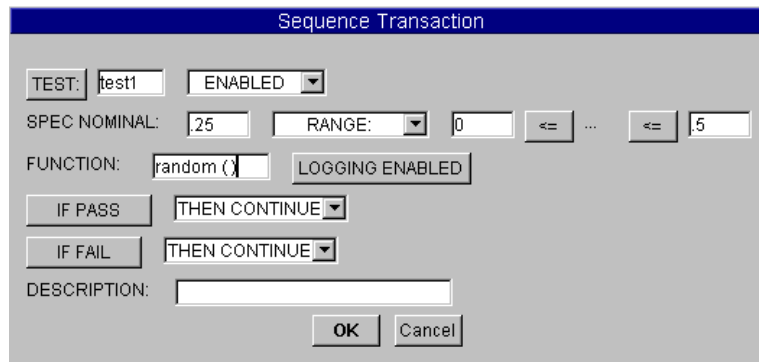 Sequence Transaction
TEST: test1 ENABLED
SPEC NOMINAL: .25 RANGE: 0 <= ... <= .5
FUNCTION: random () LOGGING ENABLED
IF PASS THEN CONTINUE
IF FAIL THEN CONTINUE
DESCRIPTION:
OK Cancel